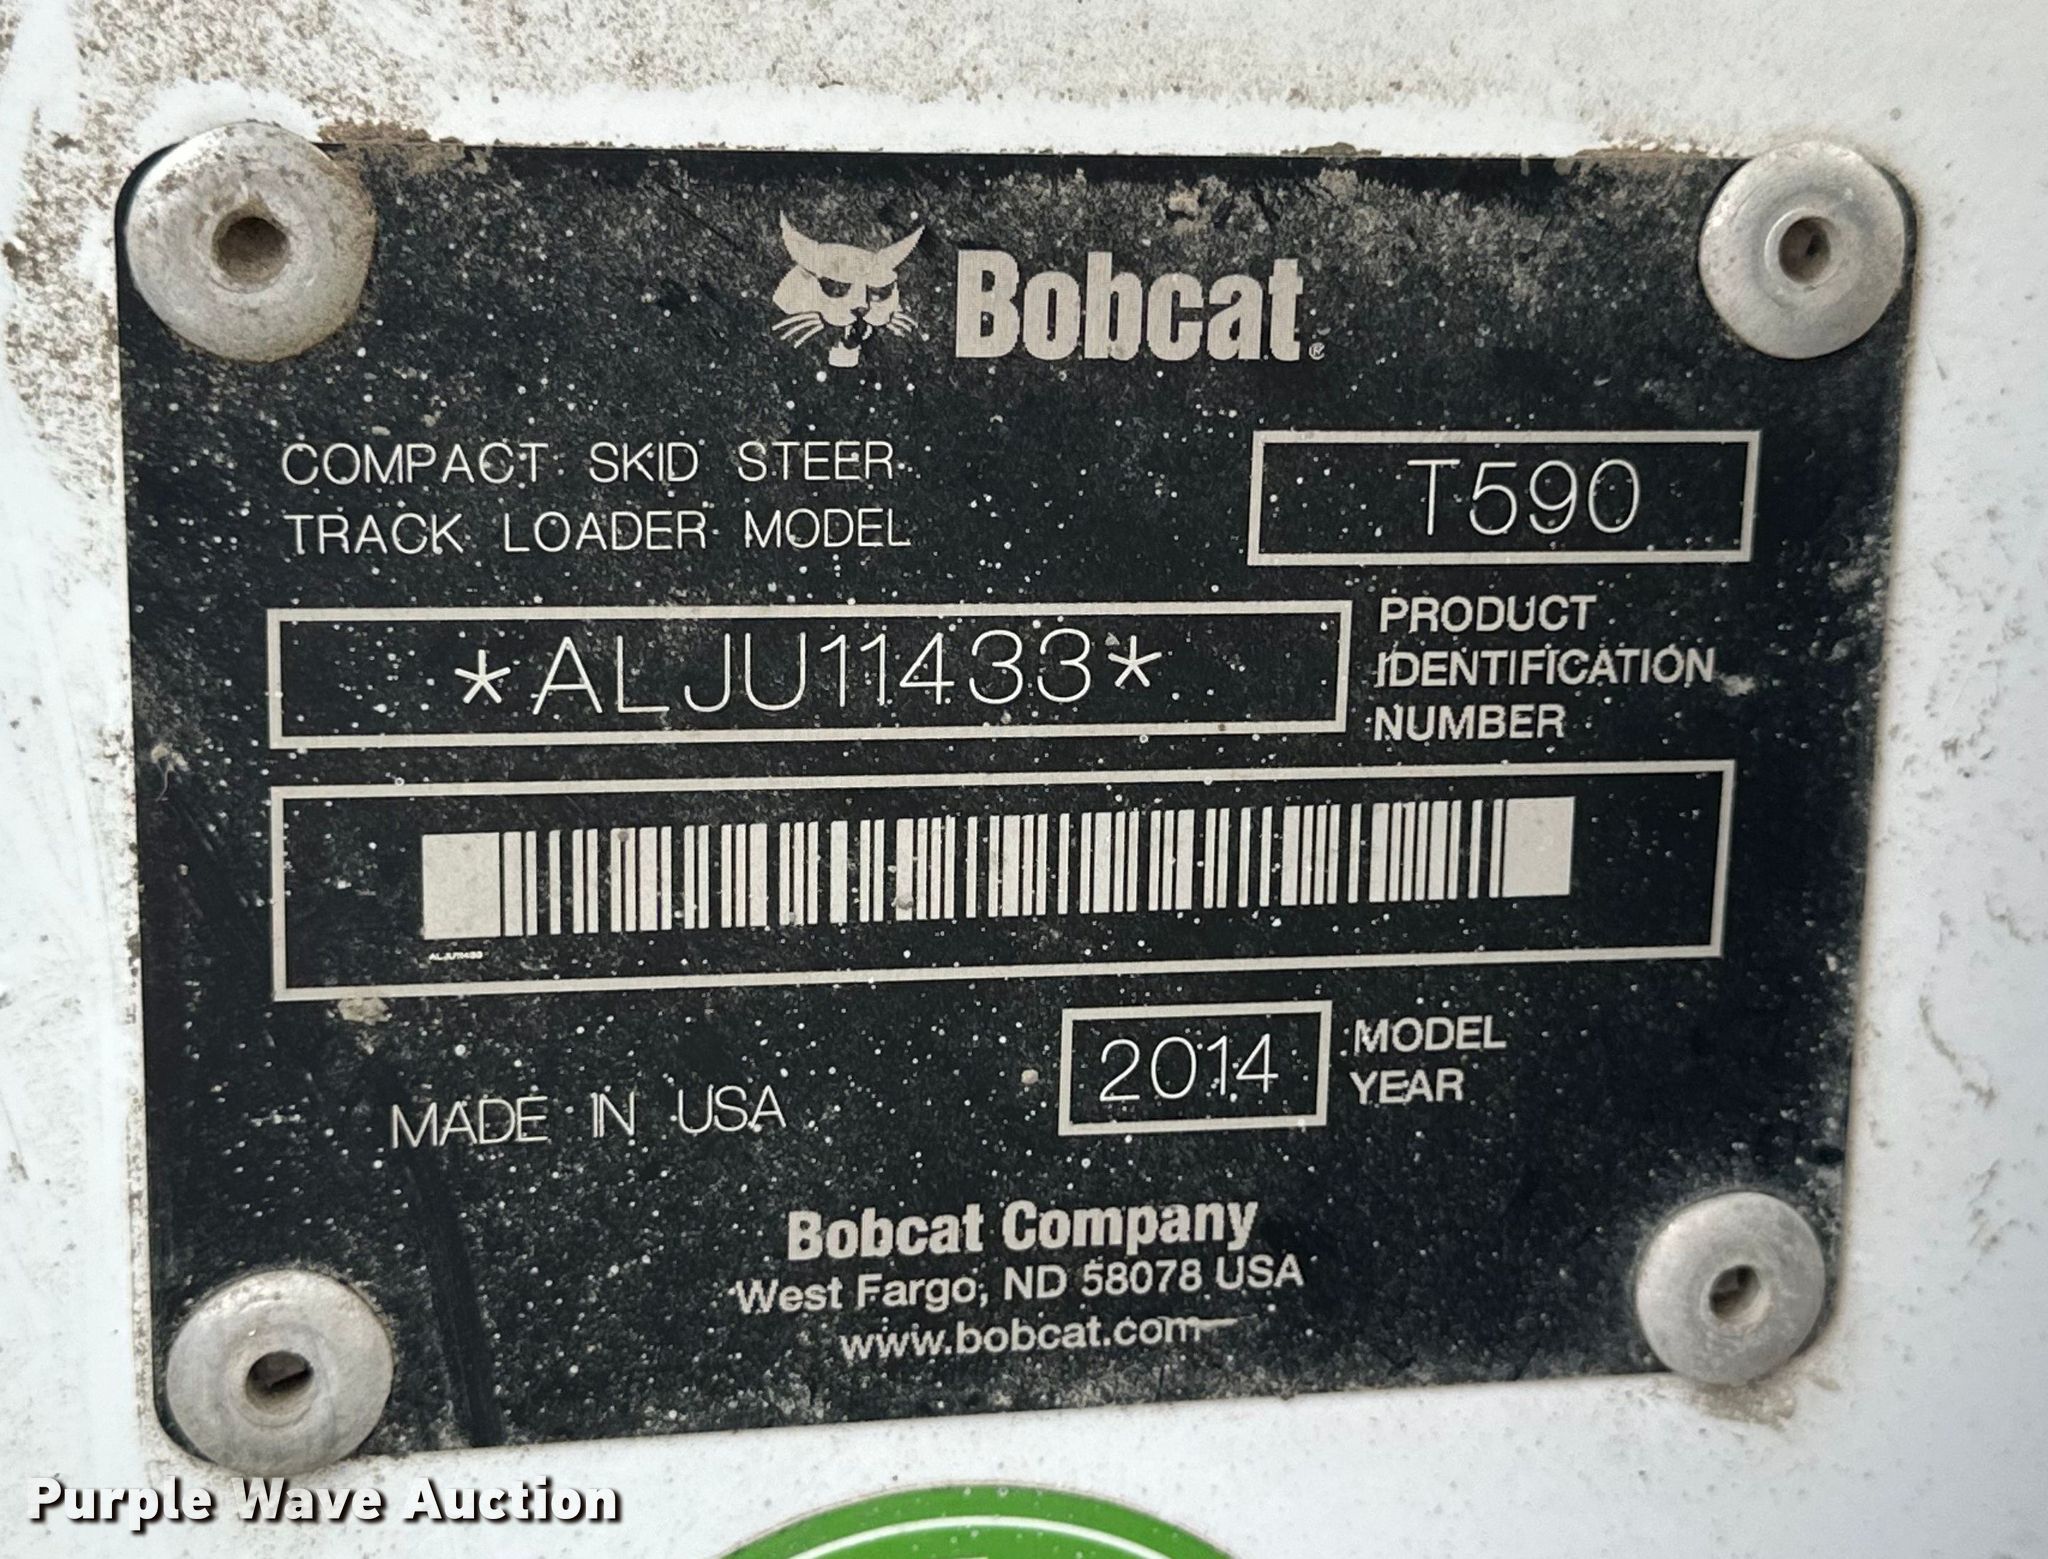 Bobcat®
COMPACT SKID STEER
TRACK LOADER MODEL
T590
*ALJU11433*
PRODUCT
IDENTIFICATION
NUMBER
ALJU11433
MADE IN USA
2014
MODEL
YEAR
Bobcat Company
West Fargo, ND 58078 USA
www.bobcat.com
Purple Wave Auction